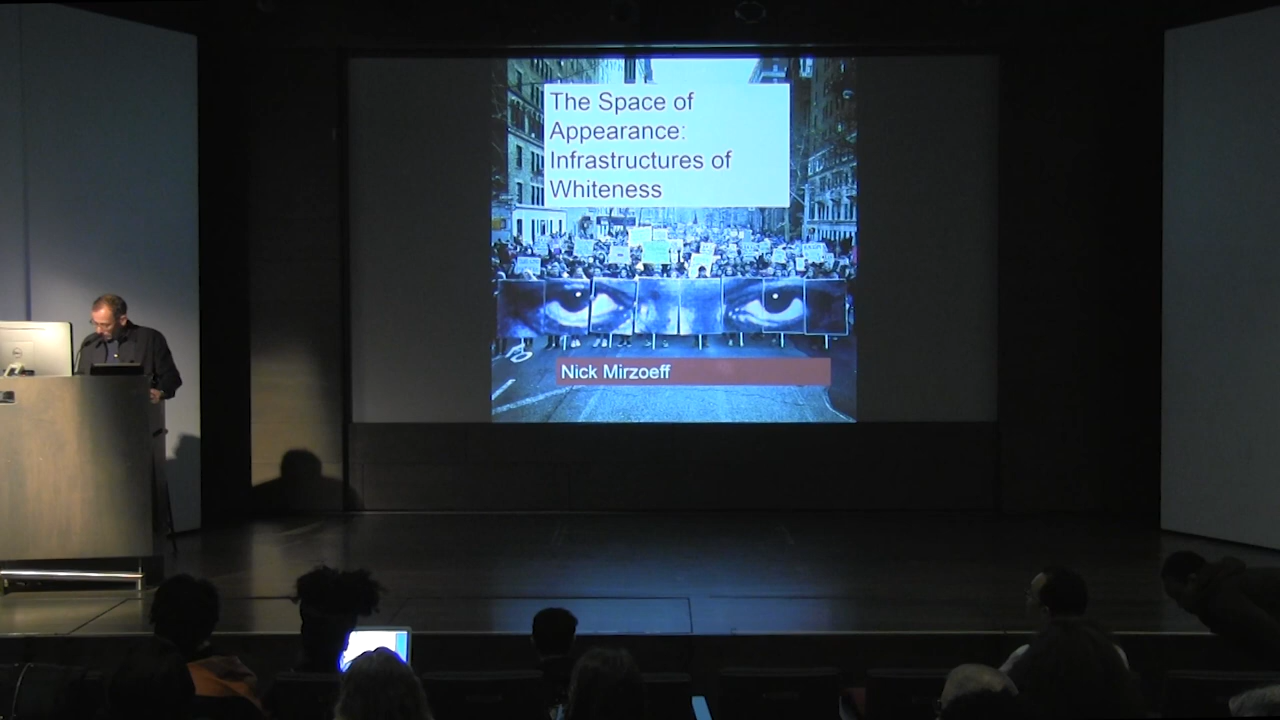 The Space of
Appearance:
Infrastructures of
Whiteness
Nick Mirzoeff